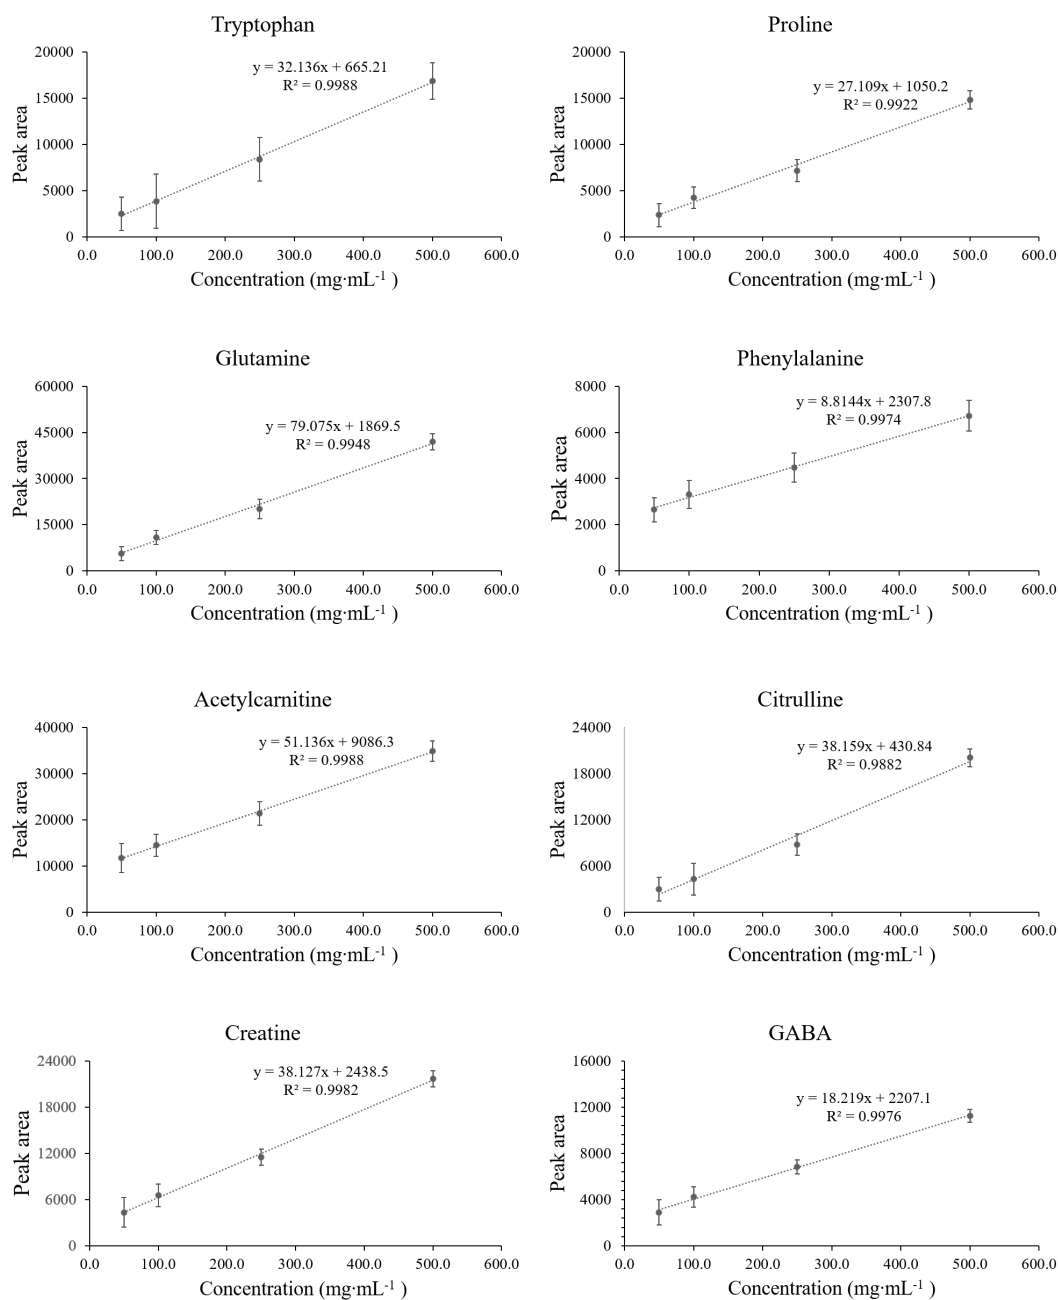 Tryptophan
20000
15000
10000
5000
0
Peak area
y = 32.136x + 665.21
R² = 0.9988
0.0 100.0 200.0 300.0 400.0 500.0 600.0
Concentration (mg·mL⁻¹ )
Proline
20000
15000
10000
5000
0
Peak area
y = 27.109x + 1050.2
R² = 0.9922
0.0 100.0 200.0 300.0 400.0 500.0 600.0
Concentration (mg·mL⁻¹ )
Glutamine
60000
45000
30000
15000
0
Peak area
y = 79.075x + 1869.5
R² = 0.9948
0.0 100.0 200.0 300.0 400.0 500.0 600.0
Concentration (mg·mL⁻¹ )
Phenylalanine
8000
6000
4000
2000
0
Peak area
y = 8.8144x + 2307.8
R² = 0.9974
0.0 100.0 200.0 300.0 400.0 500.0 600.0
Concentration (mg·mL⁻¹ )
Acetylcarnitine
40000
30000
20000
10000
0
Peak area
y = 51.136x + 9086.3
R² = 0.9988
0.0 100.0 200.0 300.0 400.0 500.0 600.0
Concentration (mg·mL⁻¹ )
Citrulline
24000
18000
12000
6000
0
Peak area
y = 38.159x + 430.84
R² = 0.9882
0.0 100.0 200.0 300.0 400.0 500.0 600.0
Concentration (mg·mL⁻¹ )
Creatine
24000
18000
12000
6000
0
Peak area
y = 38.127x + 2438.5
R² = 0.9982
0.0 100.0 200.0 300.0 400.0 500.0 600.0
Concentration (mg·mL⁻¹ )
GABA
16000
12000
8000
4000
0
Peak area
y = 18.219x + 2207.1
R² = 0.9976
0.0 100.0 200.0 300.0 400.0 500.0 600.0
Concentration (mg·mL⁻¹ )